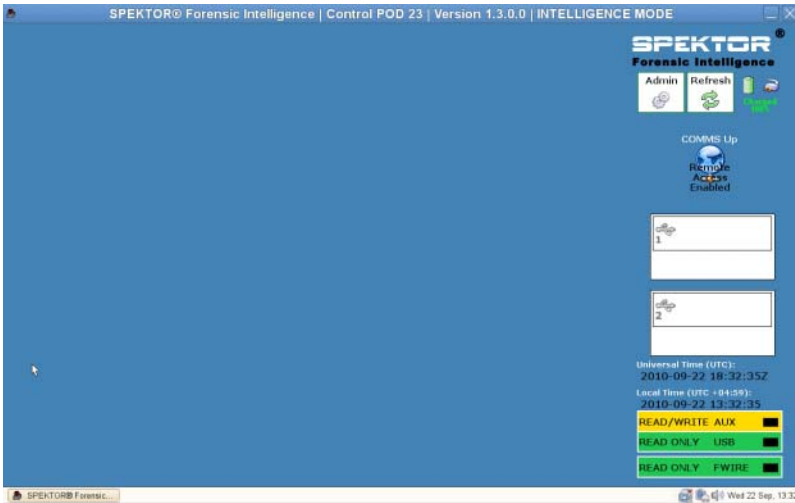 SPEKTOR® Forensic Intelligence | Control POD 23 | Version 1.3.0.0 | INTELLIGENCE MODE
SPEKTOR®
Forensic Intelligence
Admin
Refresh
Charged
100%
COMMS Up
Remote
Access
Enabled
1
2
Universal Time (UTC):
2010-09-22 18:32:35Z
Local Time (UTC +04:59):
2010-09-22 13:32:35
READ/WRITE AUX
READ ONLY USB
READ ONLY FWIRE
SPEKTOR® Forensic...
Wed 22 Sep, 13:32